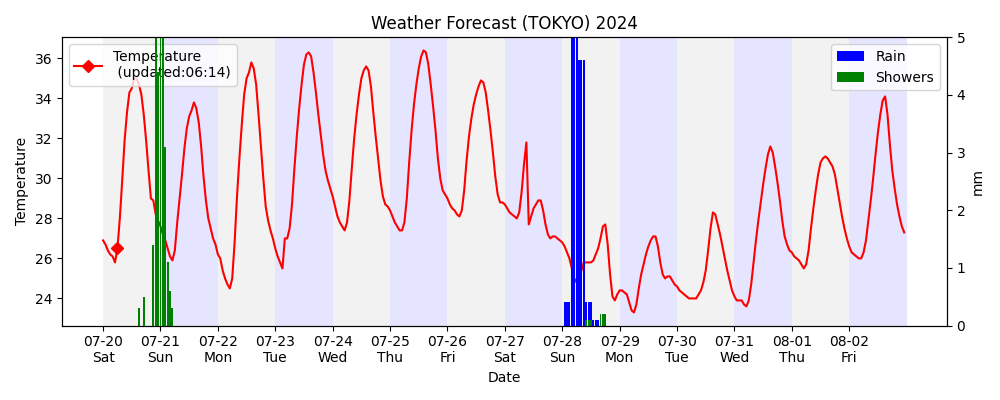 Weather Forecast (TOKYO) 2024
Temperature
(updated:06:14)
Rain
Showers
Temperature
36
34
32
30
28
26
24
5
4
3
2
1
0
mm
07-20 07-21 07-22 07-23 07-24 07-25 07-26 07-27 07-28 07-29 07-30 07-31 08-01 08-02
Sat Sun Mon Tue Wed Thu Fri Sat Sun Mon Tue Wed Thu Fri
Date